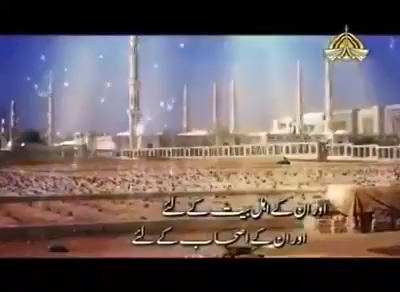 اور ان کے اہل بیت کے لئے
اور ان کے اصحاب کے لئے